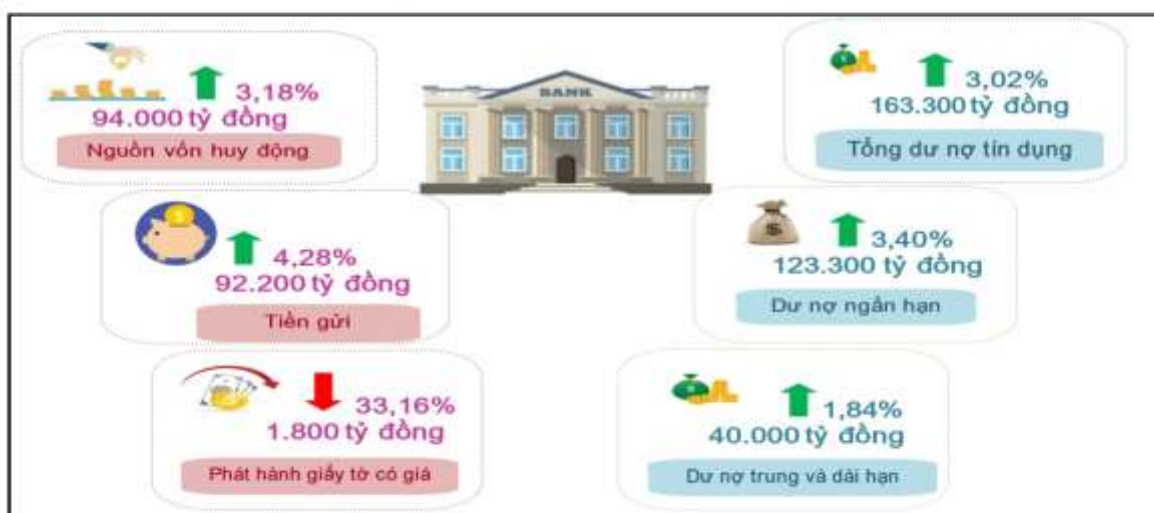 3,18%
94.000 tỷ đồng
Nguồn vốn huy động
4,28%
92.200 tỷ đồng
Tiền gửi
33,16%
1.800 tỷ đồng
Phát hành giấy tờ có giá
BANK
3,02%
163.300 tỷ đồng
Tổng dư nợ tín dụng
3,40%
123.300 tỷ đồng
Dư nợ ngắn hạn
1,84%
40.000 tỷ đồng
Dư nợ trung và dài hạn